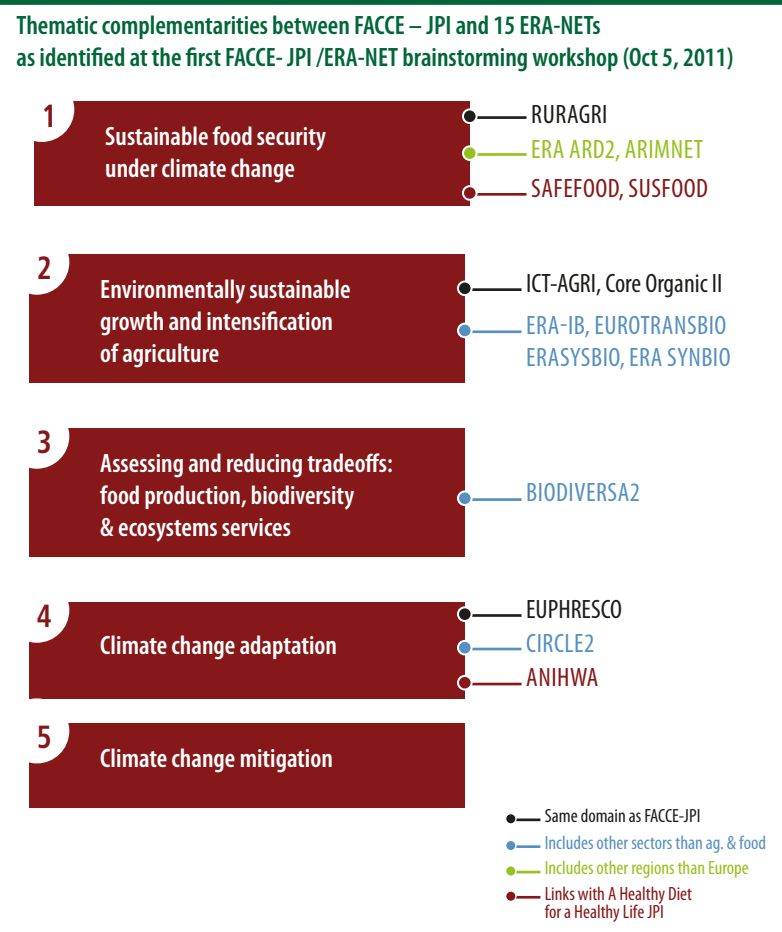 Thematic complementarities between FACCE – JPI and 15 ERA-NETs
as identified at the first FACCE- JPI /ERA-NET brainstorming workshop (Oct 5, 2011)
1
Sustainable food security
under climate change
RURAGRI
ERA ARD2, ARIMNET
SAFEFOOD, SUSFOOD
2
Environmentally sustainable
growth and intensification
of agriculture
ICT-AGRI, Core Organic II
ERA-IB, EUROTRANSBIO
ERASYSBIO, ERA SYNBIO
3
Assessing and reducing tradeoffs:
food production, biodiversity
& ecosystems services
BIODIVERSA2
4
Climate change adaptation
EUPHRESCO
CIRCLE2
ANIHWA
5
Climate change mitigation
Same domain as FACCE-JPI
Includes other sectors than ag. & food
Includes other regions than Europe
Links with A Healthy Diet
for a Healthy Life JPI